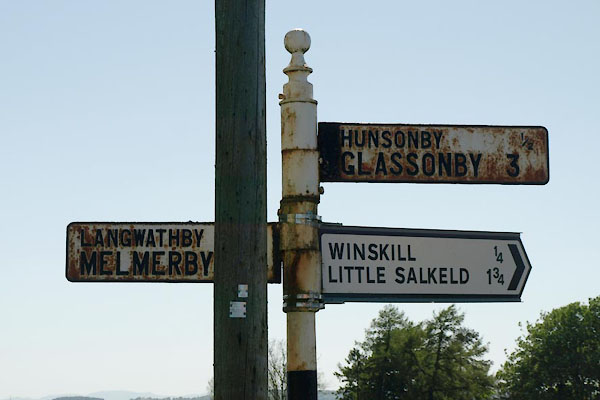 HUNSONBY ½
GLASSONBY 3
LANGWATHBY
MELMERBY
WINSKILL ¼
LITTLE SALKELD 1¾